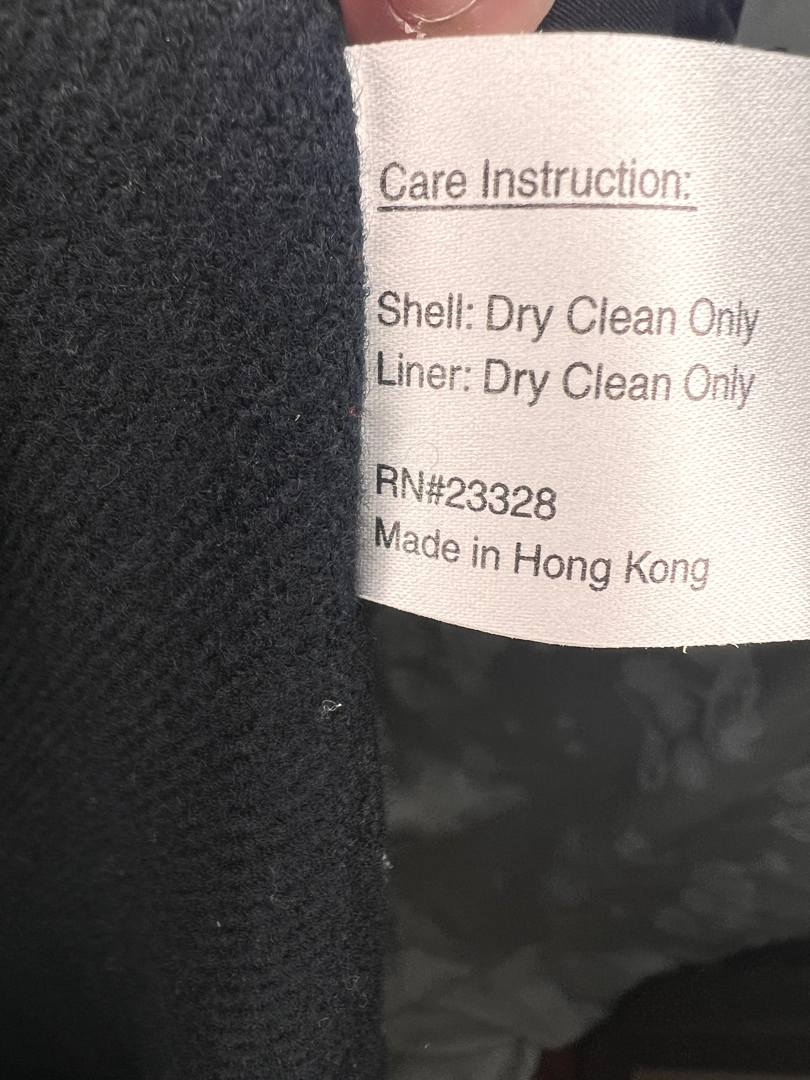 Care Instruction:
Shell: Dry Clean Only
Liner: Dry Clean Only
RN#23328
Made in Hong Kong